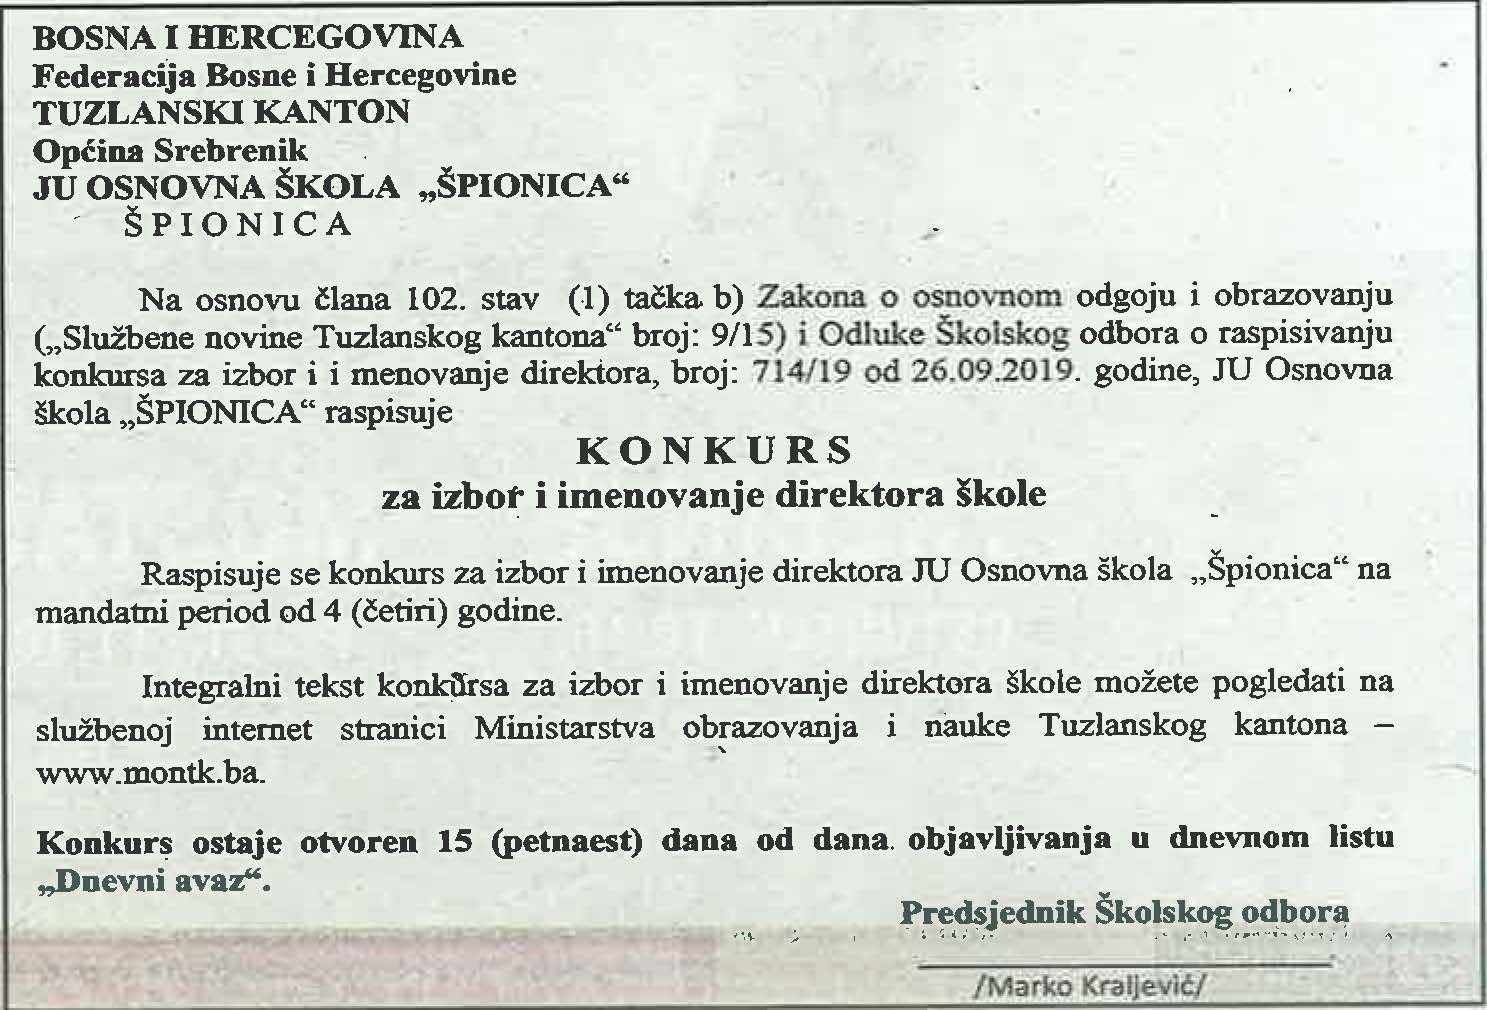 BOSNA I HERCEGOVINA
Federacija Bosne i Hercegovine
TUZLANSKI KANTON
Općina Srebrenik
JU OSNOVNA ŠKOLA „ŠPIONICA“
Š P I O N I C A
Na osnovu člana 102. stav (1) tačka b) Zakona o osnovnom odgoju i obrazovanju
(„Službene novine Tuzlanskog kantona“ broj: 9/15) i Odluke Školskog odbora o raspisivanju
konkursa za izbor i i menovanje direktora, broj: 714/19 od 26.09.2019. godine, JU Osnovna
škola „ŠPIONICA“ raspisuje
K O N K U R S
za izbor i imenovanje direktora škole
Raspisuje se konkurs za izbor i imenovanje direktora JU Osnovna škola „Špionica“ na
mandatni period od 4 (četiri) godine.
Integralni tekst konkursa za izbor i imenovanje direktora škole možete pogledati na
službenoj internet stranici Ministarstva obrazovanja i nauke Tuzlanskog kantona –
www.montk.ba.
Konkurs ostaje otvoren 15 (petnaest) dana od dana objavljivanja u dnevnom listu
„Dnevni avaz“.
Predsjednik Školskog odbora
/Marko Kraljević/